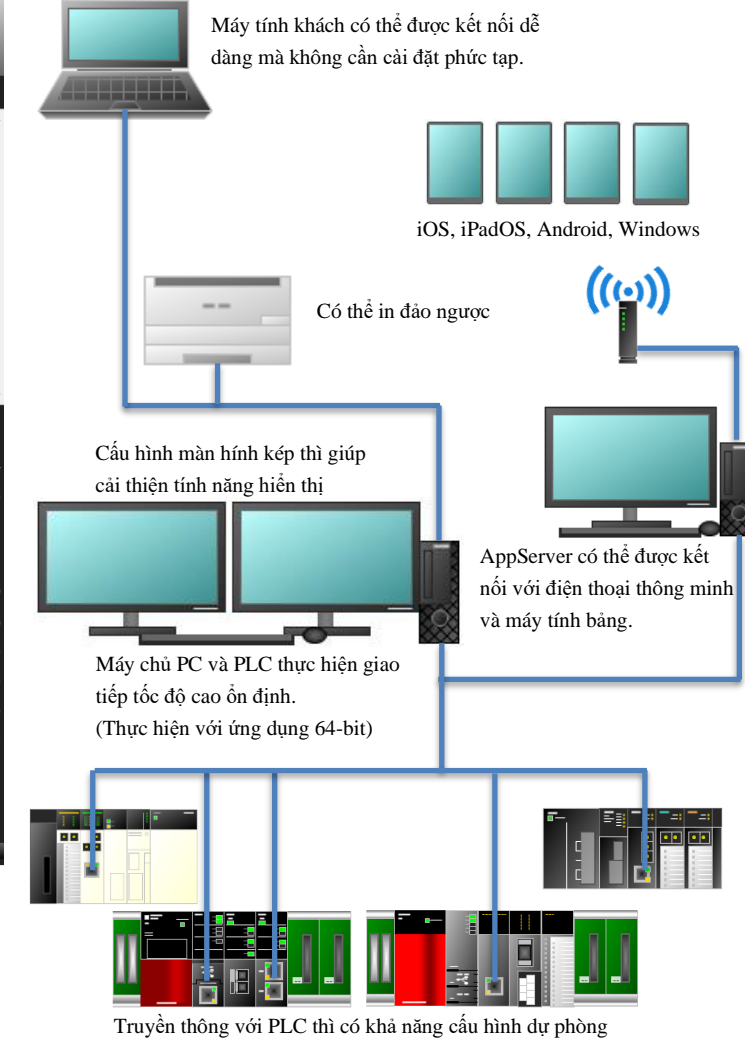 Máy tính khách có thể được kết nối dễ
dàng mà không cần cài đặt phức tạp.
iOS, iPadOS, Android, Windows
Có thể in đảo ngược
Cấu hình màn hính kép thì giúp
cải thiện tính năng hiển thị
AppServer có thể được kết
nối với điện thoại thông minh
và máy tính bảng.
Máy chủ PC và PLC thực hiện giao
tiếp tốc độ cao ổn định.
(Thực hiện với ứng dụng 64-bit)
Truyền thông với PLC thì có khả năng cấu hình dự phòng